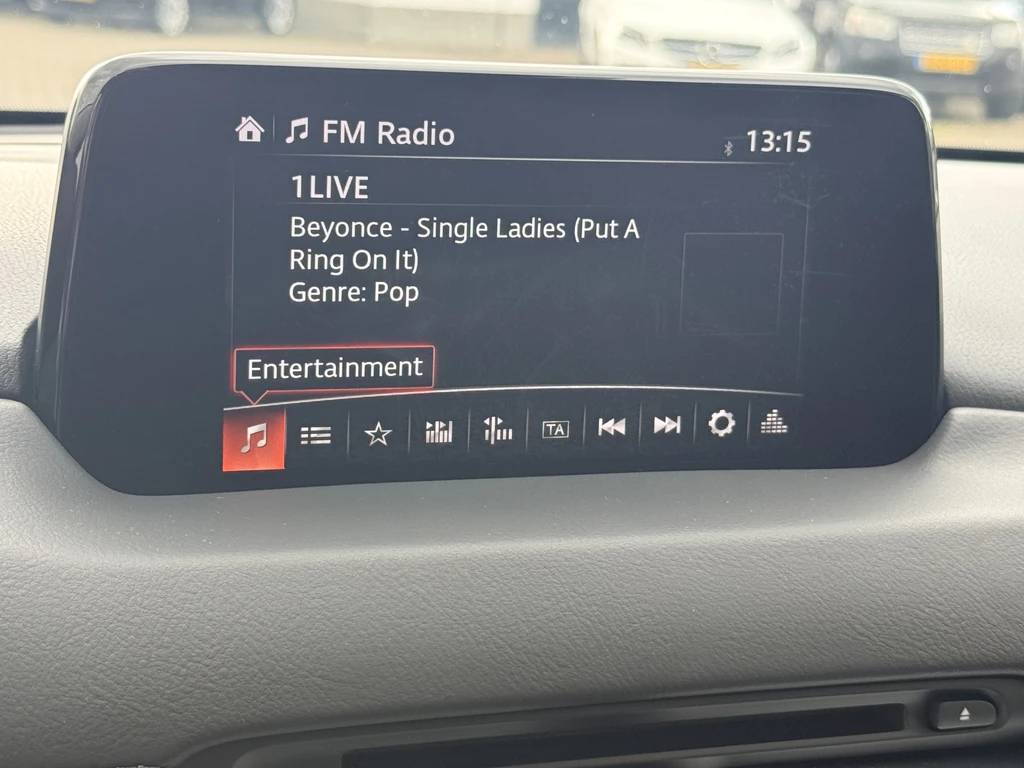 FM Radio
13:15
1LIVE
Beyonce - Single Ladies (Put A
Ring On It)
Genre: Pop
Entertainment
TA